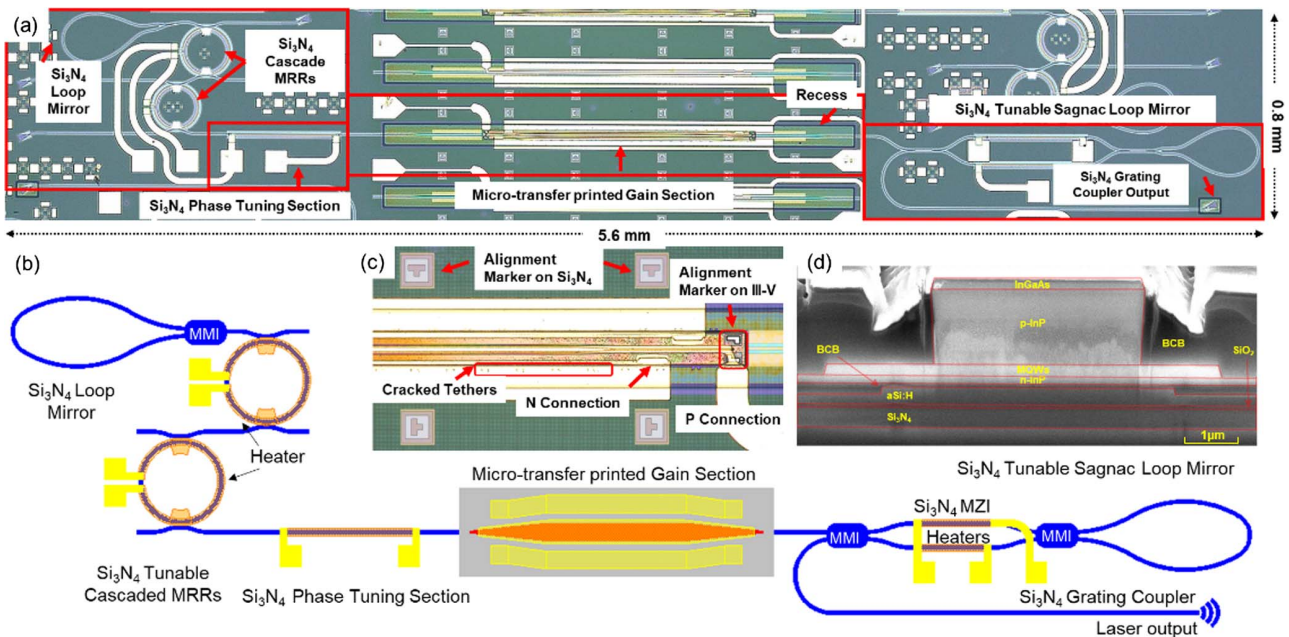 (a)
Si₃N₄
Loop
Mirror
Si₃N₄
Cascade
MRRs
Si₃N₄ Phase Tuning Section
Recess
Micro-transfer printed Gain Section
Si₃N₄ Tunable Sagnac Loop Mirror
Si₃N₄ Grating
Coupler Output
0.8 mm
5.6 mm
(b)
MMI
Si₃N₄ Loop
Mirror
Heater
Si₃N₄ Tunable
Cascaded MRRs
Si₃N₄ Phase Tuning Section
(c)
Alignment
Marker on Si₃N₄
Alignment
Marker on III-V
Cracked Tethers
N Connection
P Connection
(d)
InGaAs
p-InP
BCB
BCB
SiO₂
MQWs
n-InP
aSi:H
Si₃N₄
1μm
Micro-transfer printed Gain Section
Si₃N₄ Tunable Sagnac Loop Mirror
Si₃N₄ MZI
Heaters
MMI
MMI
Si₃N₄ Grating Coupler
Laser output